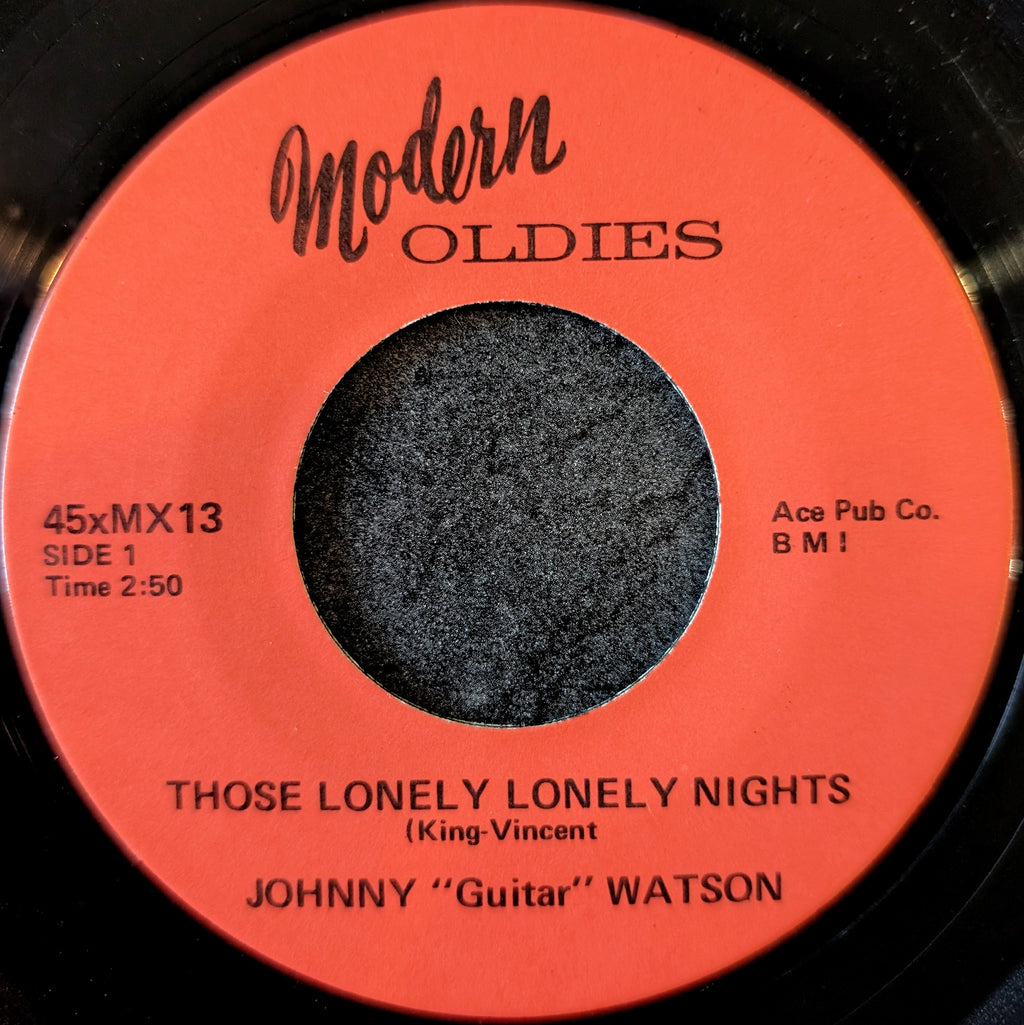 Modern
OLDIES
45xMX13
SIDE 1
Time 2:50
Ace Pub Co.
B M I
THOSE LONELY LONELY NIGHTS
(King-Vincent
JOHNNY "Guitar" WATSON